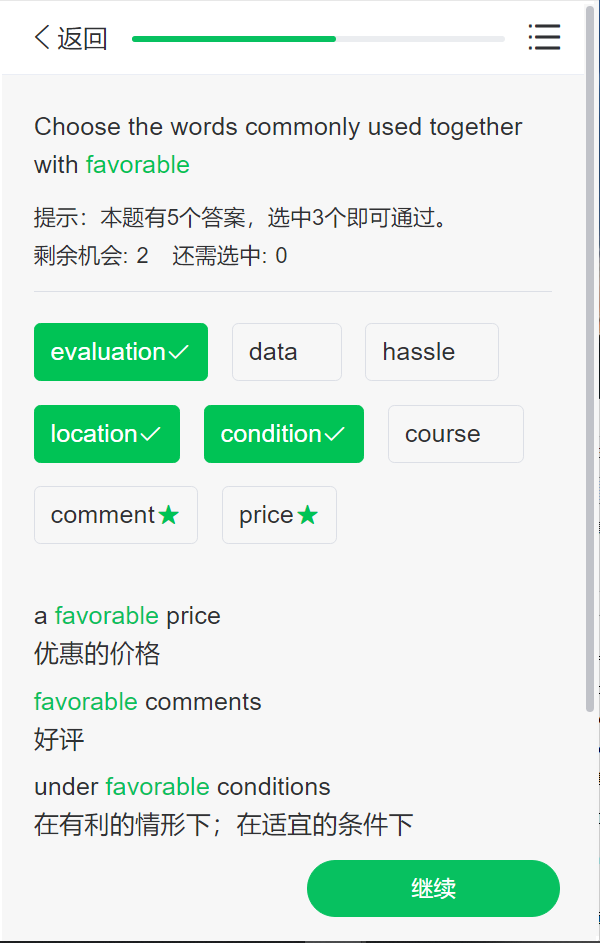 返回
Choose the words commonly used together
with favorable
提示：本题有5个答案，选中3个即可通过。
剩余机会: 2 还需选中: 0
evaluation data hassle
location condition course
comment price
a favorable price
优惠的价格
favorable comments
好评
under favorable conditions
在有利的情形下；在适宜的条件下
继续